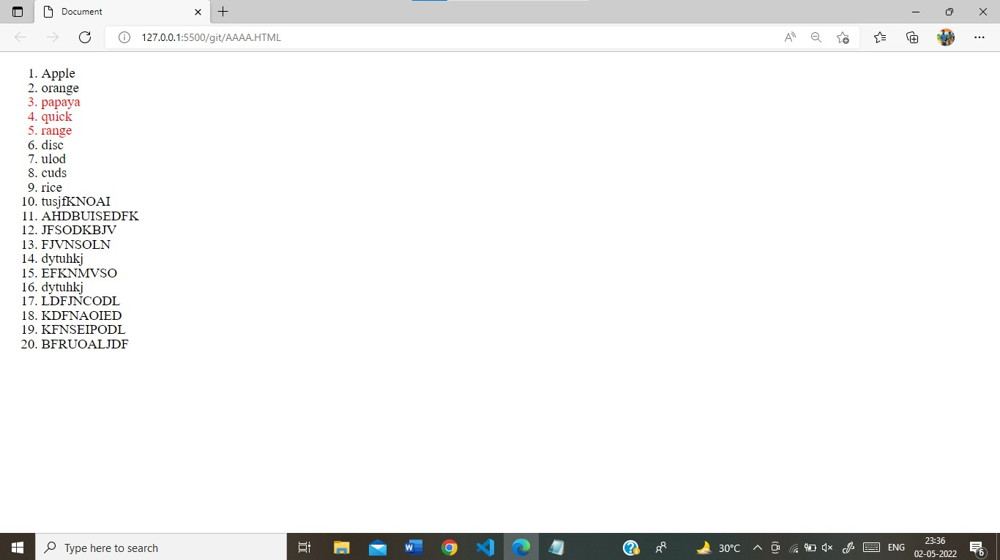 Document
127.0.0.1:5500/git/AAAA.HTML
1. Apple
2. orange
3. papaya
4. quick
5. range
6. disc
7. ulod
8. cuds
9. rice
10. tusjfKNOAI
11. AHDBUISEDFK
12. JFSODKBJV
13. FJVNSOLN
14. dytuhkj
15. EFKNMVSO
16. dytuhkj
17. LDFJNCODL
18. KDFNAOIED
19. KFNSEIPODL
20. BFRUOALJDF
Type here to search
30°C
ENG
23:36
02-05-2022
6